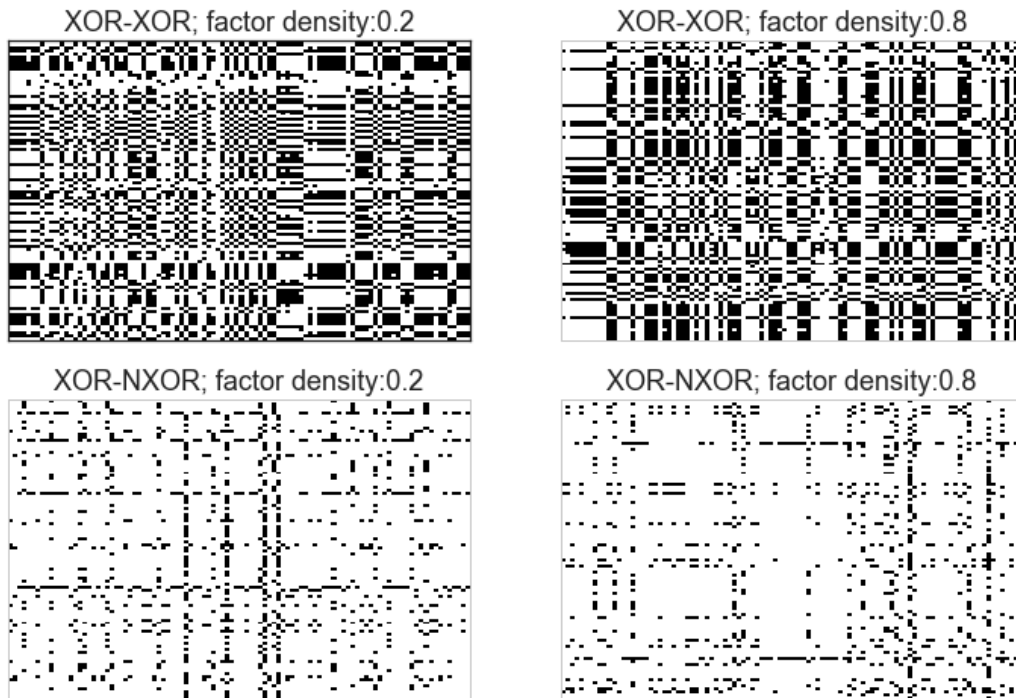 XOR-XOR; factor density:0.2
XOR-XOR; factor density:0.8
XOR-NXOR; factor density:0.2
XOR-NXOR; factor density:0.8